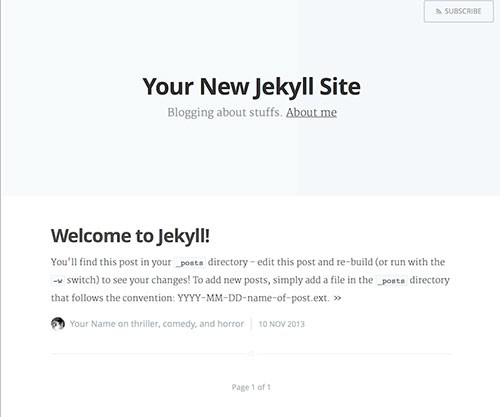 SUBSCRIBE
Your New Jekyll Site
Blogging about stuffs. About me
Welcome to Jekyll!
You'll find this post in your _posts directory - edit this post and re-build (or run with the
-w switch) to see your changes! To add new posts, simply add a file in the _posts directory
that follows the convention: YYYY-MM-DD-name-of-post.ext. »
Your Name on thriller, comedy, and horror 10 NOV 2013
Page 1 of 1